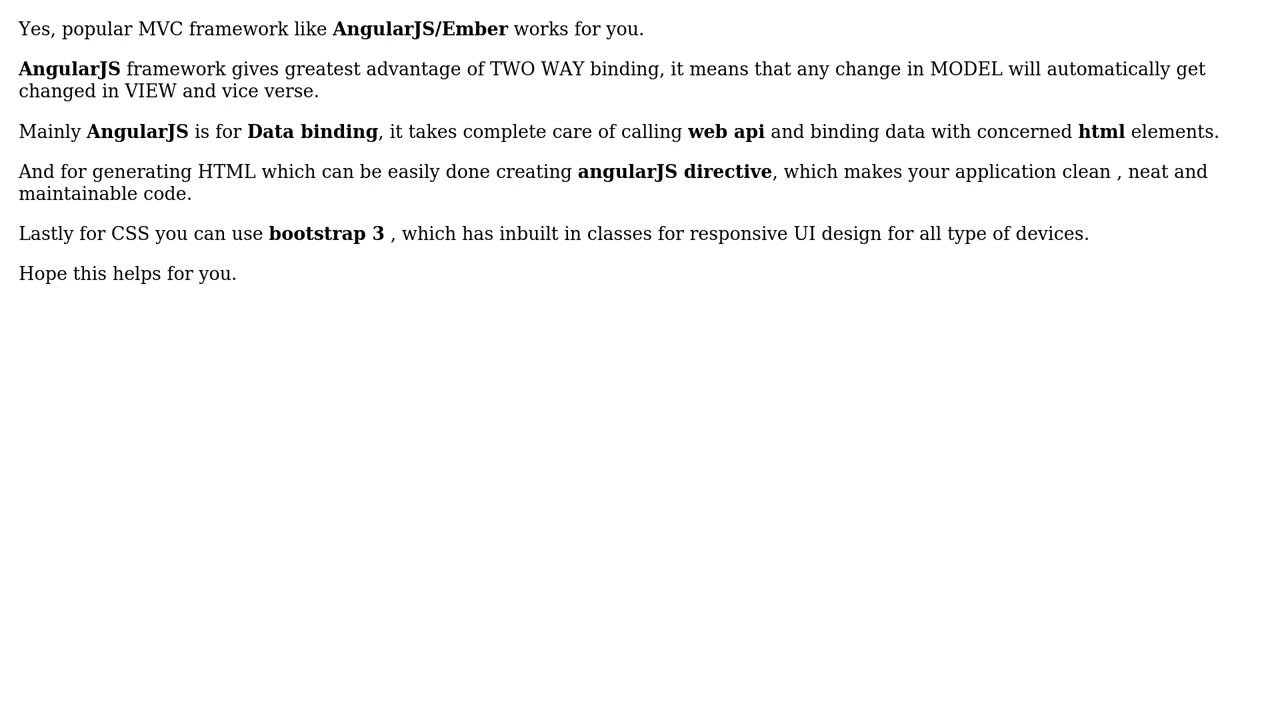 Yes, popular MVC framework like AngularJS/Ember works for you.
AngularJS framework gives greatest advantage of TWO WAY binding, it means that any change in MODEL will automatically get
changed in VIEW and vice verse.
Mainly AngularJS is for Data binding, it takes complete care of calling web api and binding data with concerned html elements.
And for generating HTML which can be easily done creating angularJS directive, which makes your application clean , neat and
maintainable code.
Lastly for CSS you can use bootstrap 3 , which has inbuilt in classes for responsive UI design for all type of devices.
Hope this helps for you.